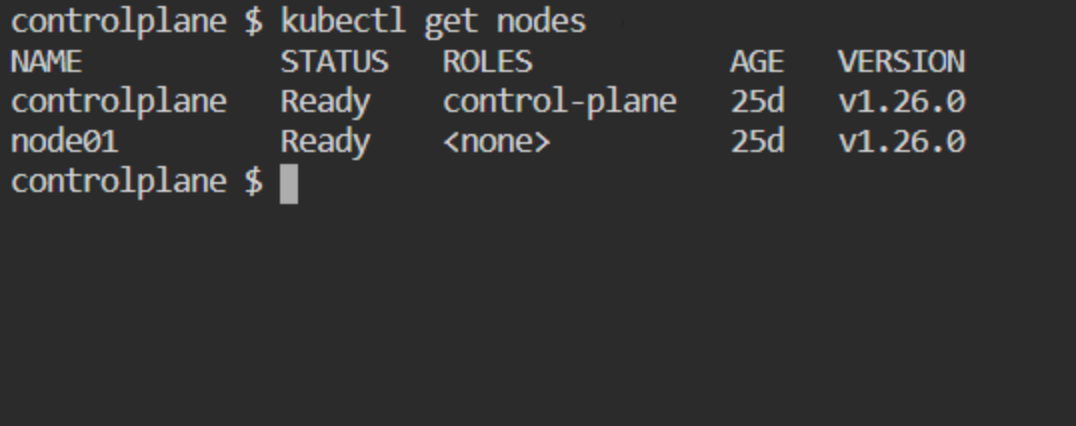 controlplane $ kubectl get nodes
NAME STATUS ROLES AGE VERSION
controlplane Ready control-plane 25d v1.26.0
node01 Ready <none> 25d v1.26.0
controlplane $